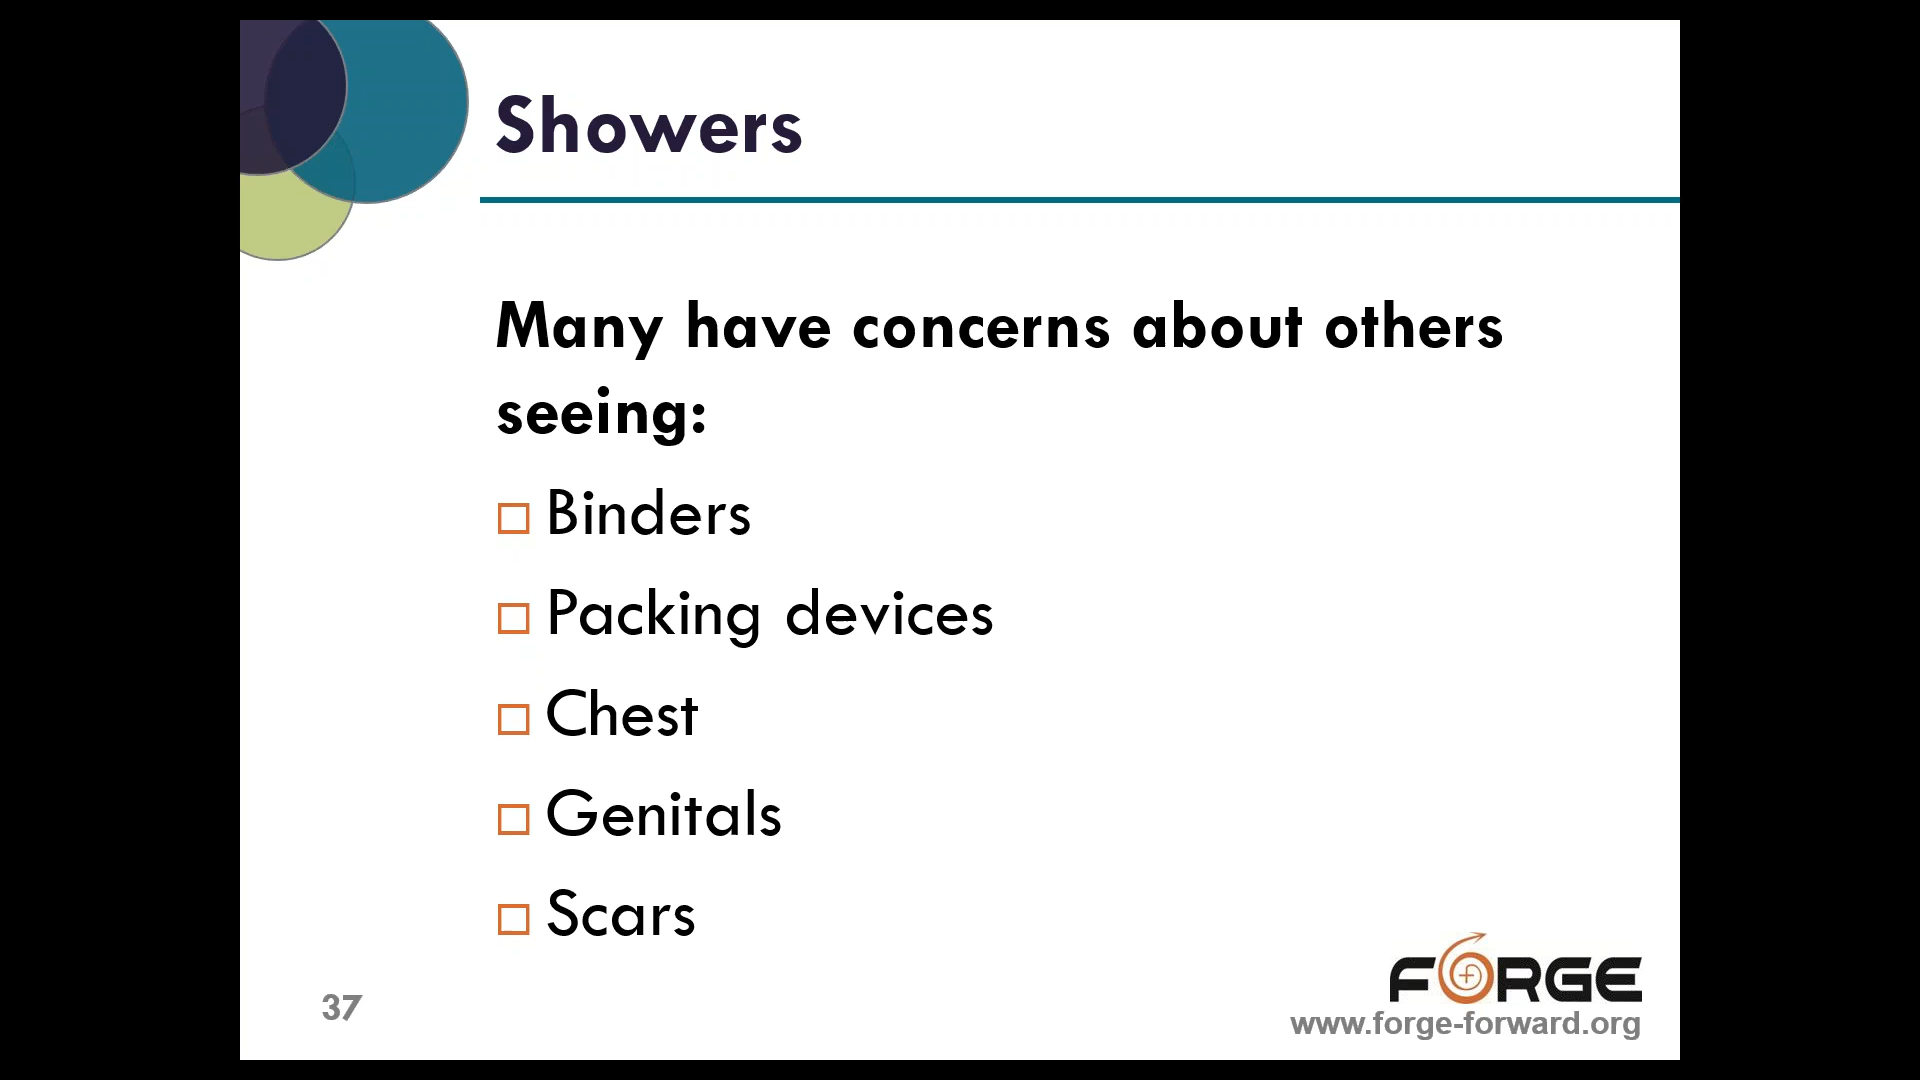 Showers
Many have concerns about others
seeing:
Binders
Packing devices
Chest
Genitals
Scars
FORGE
37
www.forge-forward.org